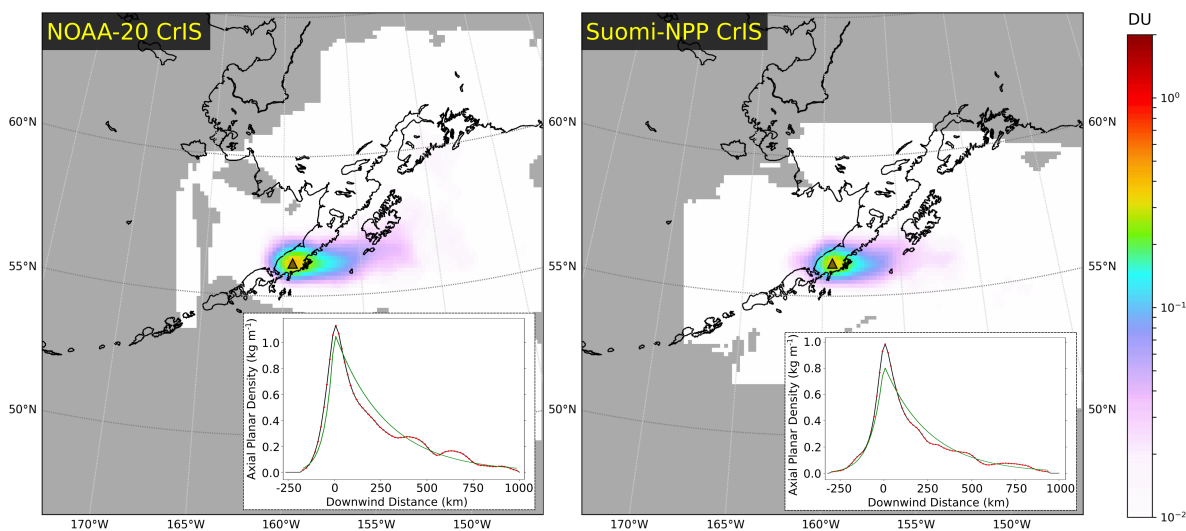 NOAA-20 CrIS
Suomi-NPP CrIS
DU
10⁰
10⁻¹
10⁻²
60°N
55°N
50°N
60°N
55°N
50°N
60°N
55°N
50°N
170°W 165°W 160°W 155°W 150°W
170°W 165°W 160°W 155°W 150°W
Axial Planar Density (kg m⁻¹)
1.0
0.8
0.6
0.4
0.2
0.0
-250 0 250 500 750 1000
Downwind Distance (km)
Axial Planar Density (kg m⁻¹)
1.0
0.8
0.6
0.4
0.2
0.0
-250 0 250 500 750 1000
Downwind Distance (km)